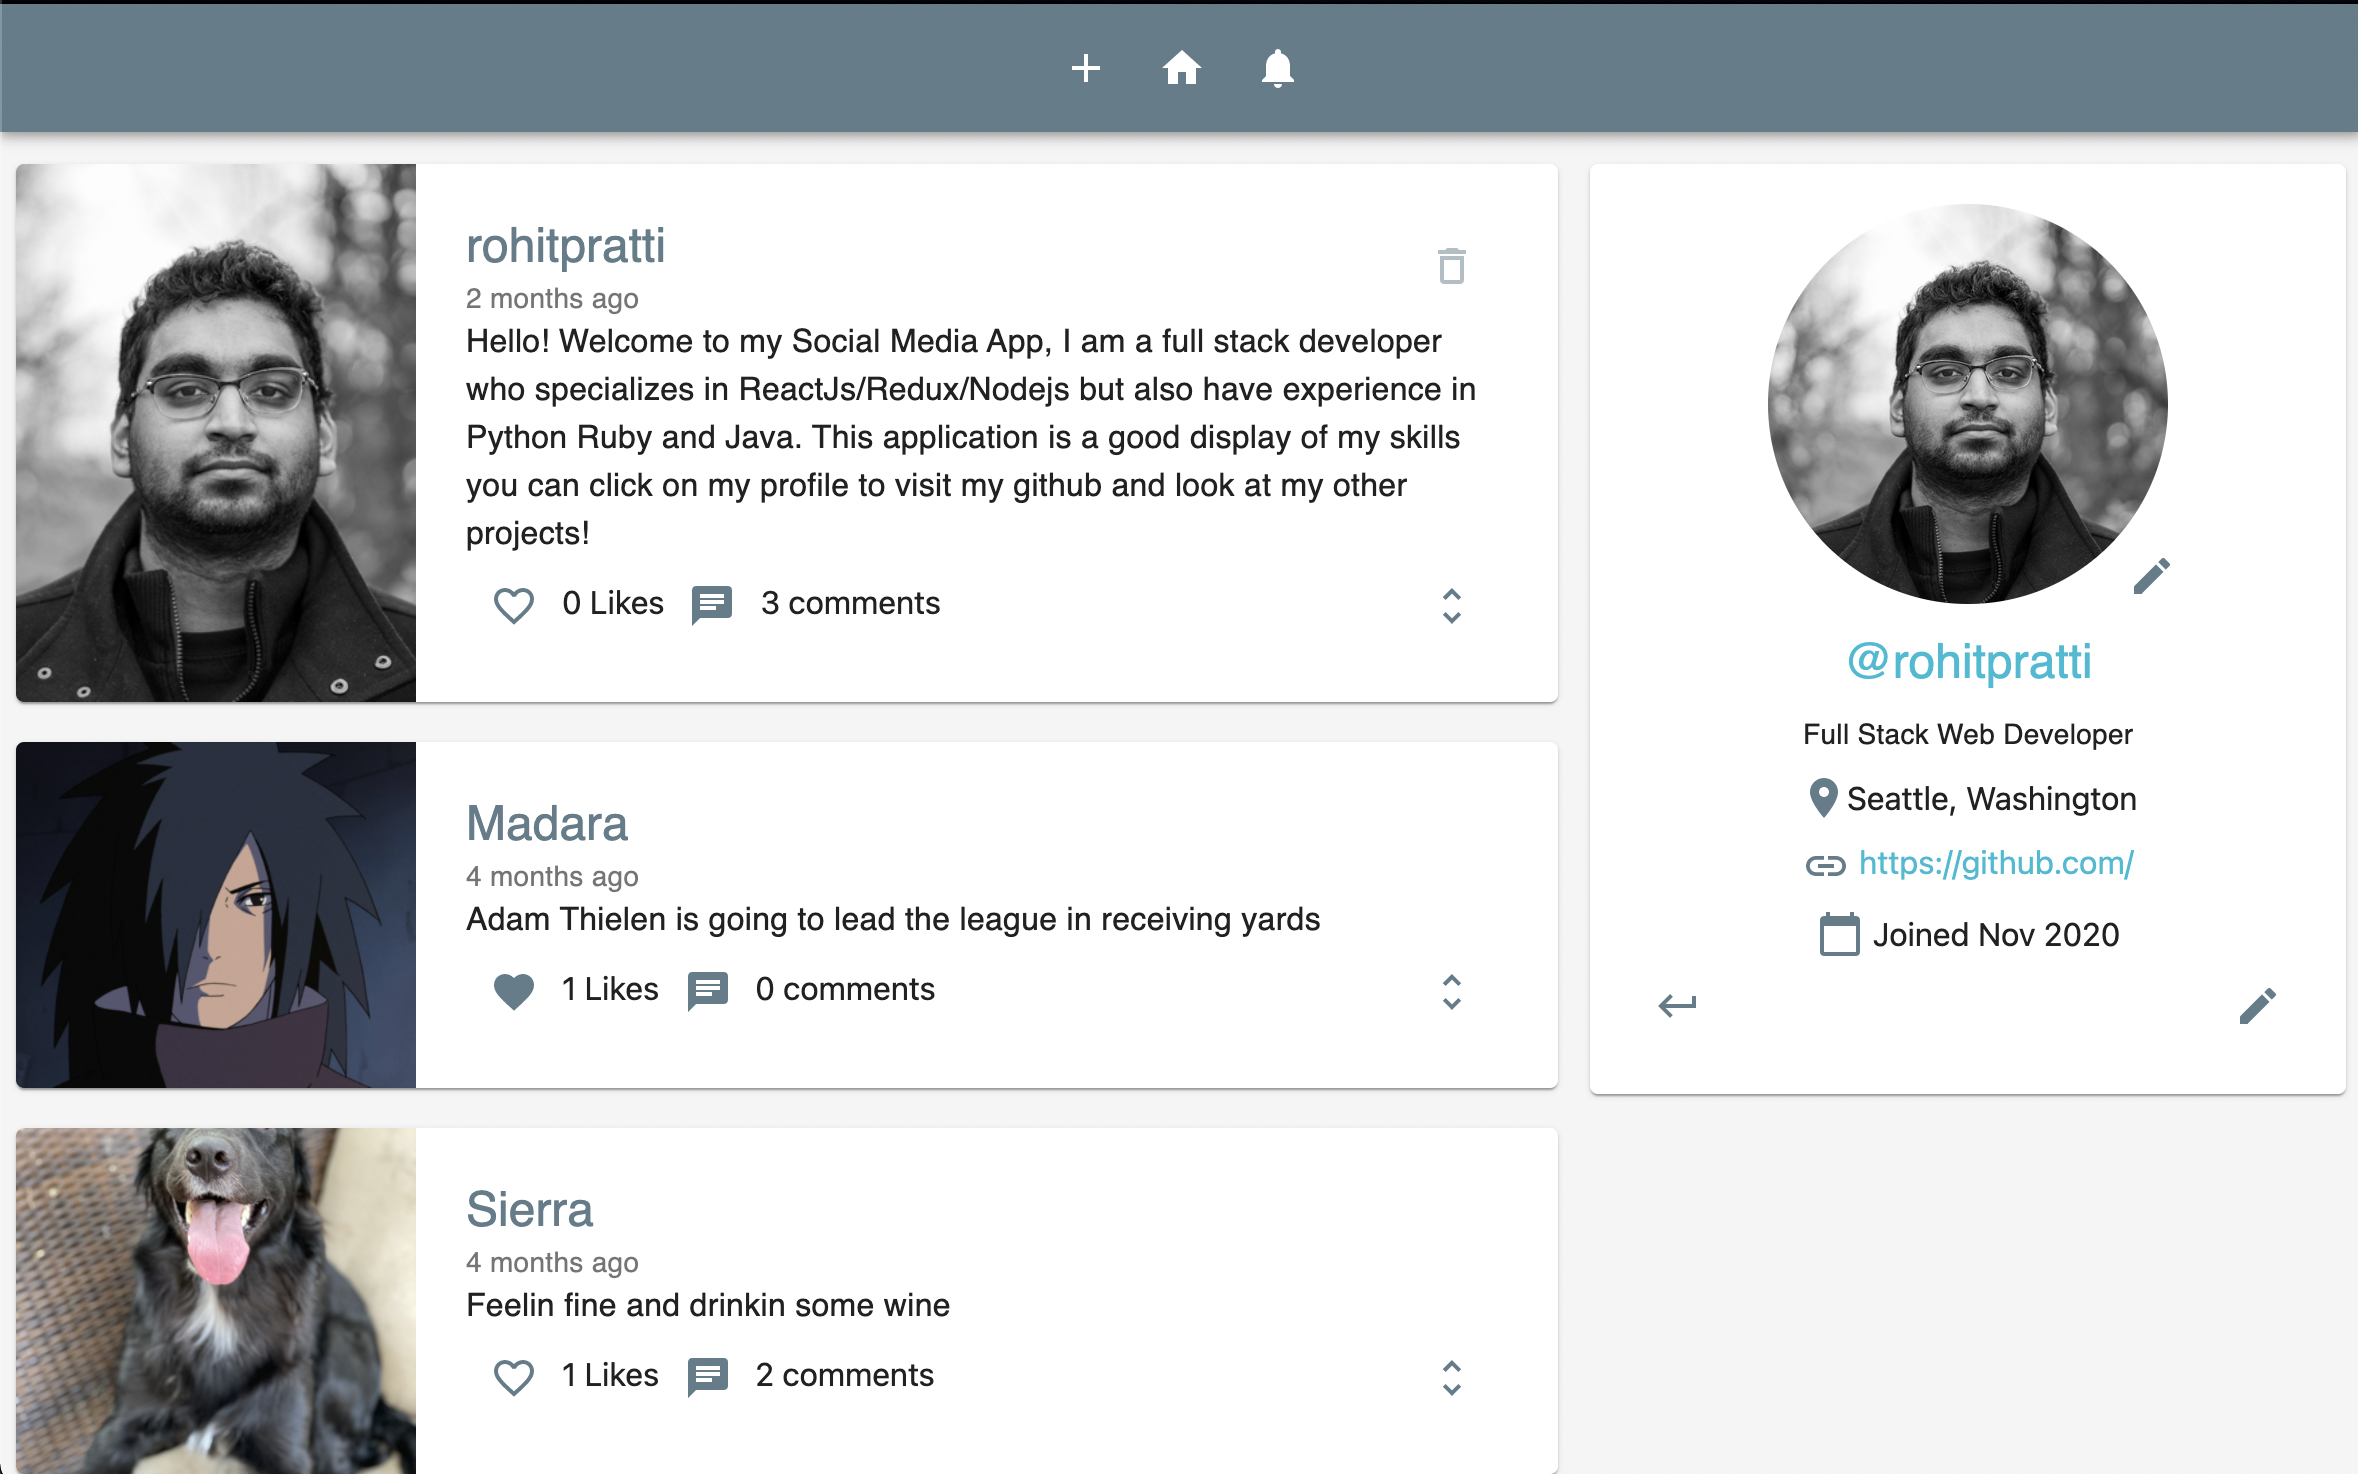 rohitpratti
2 months ago
Hello! Welcome to my Social Media App, I am a full stack developer
who specializes in ReactJs/Redux/Nodejs but also have experience in
Python Ruby and Java. This application is a good display of my skills
you can click on my profile to visit my github and look at my other
projects!
0 Likes 3 comments
Madara
4 months ago
Adam Thielen is going to lead the league in receiving yards
1 Likes 0 comments
Sierra
4 months ago
Feelin fine and drinkin some wine
1 Likes 2 comments
@rohitpratti
Full Stack Web Developer
Seattle, Washington
https://github.com/
Joined Nov 2020